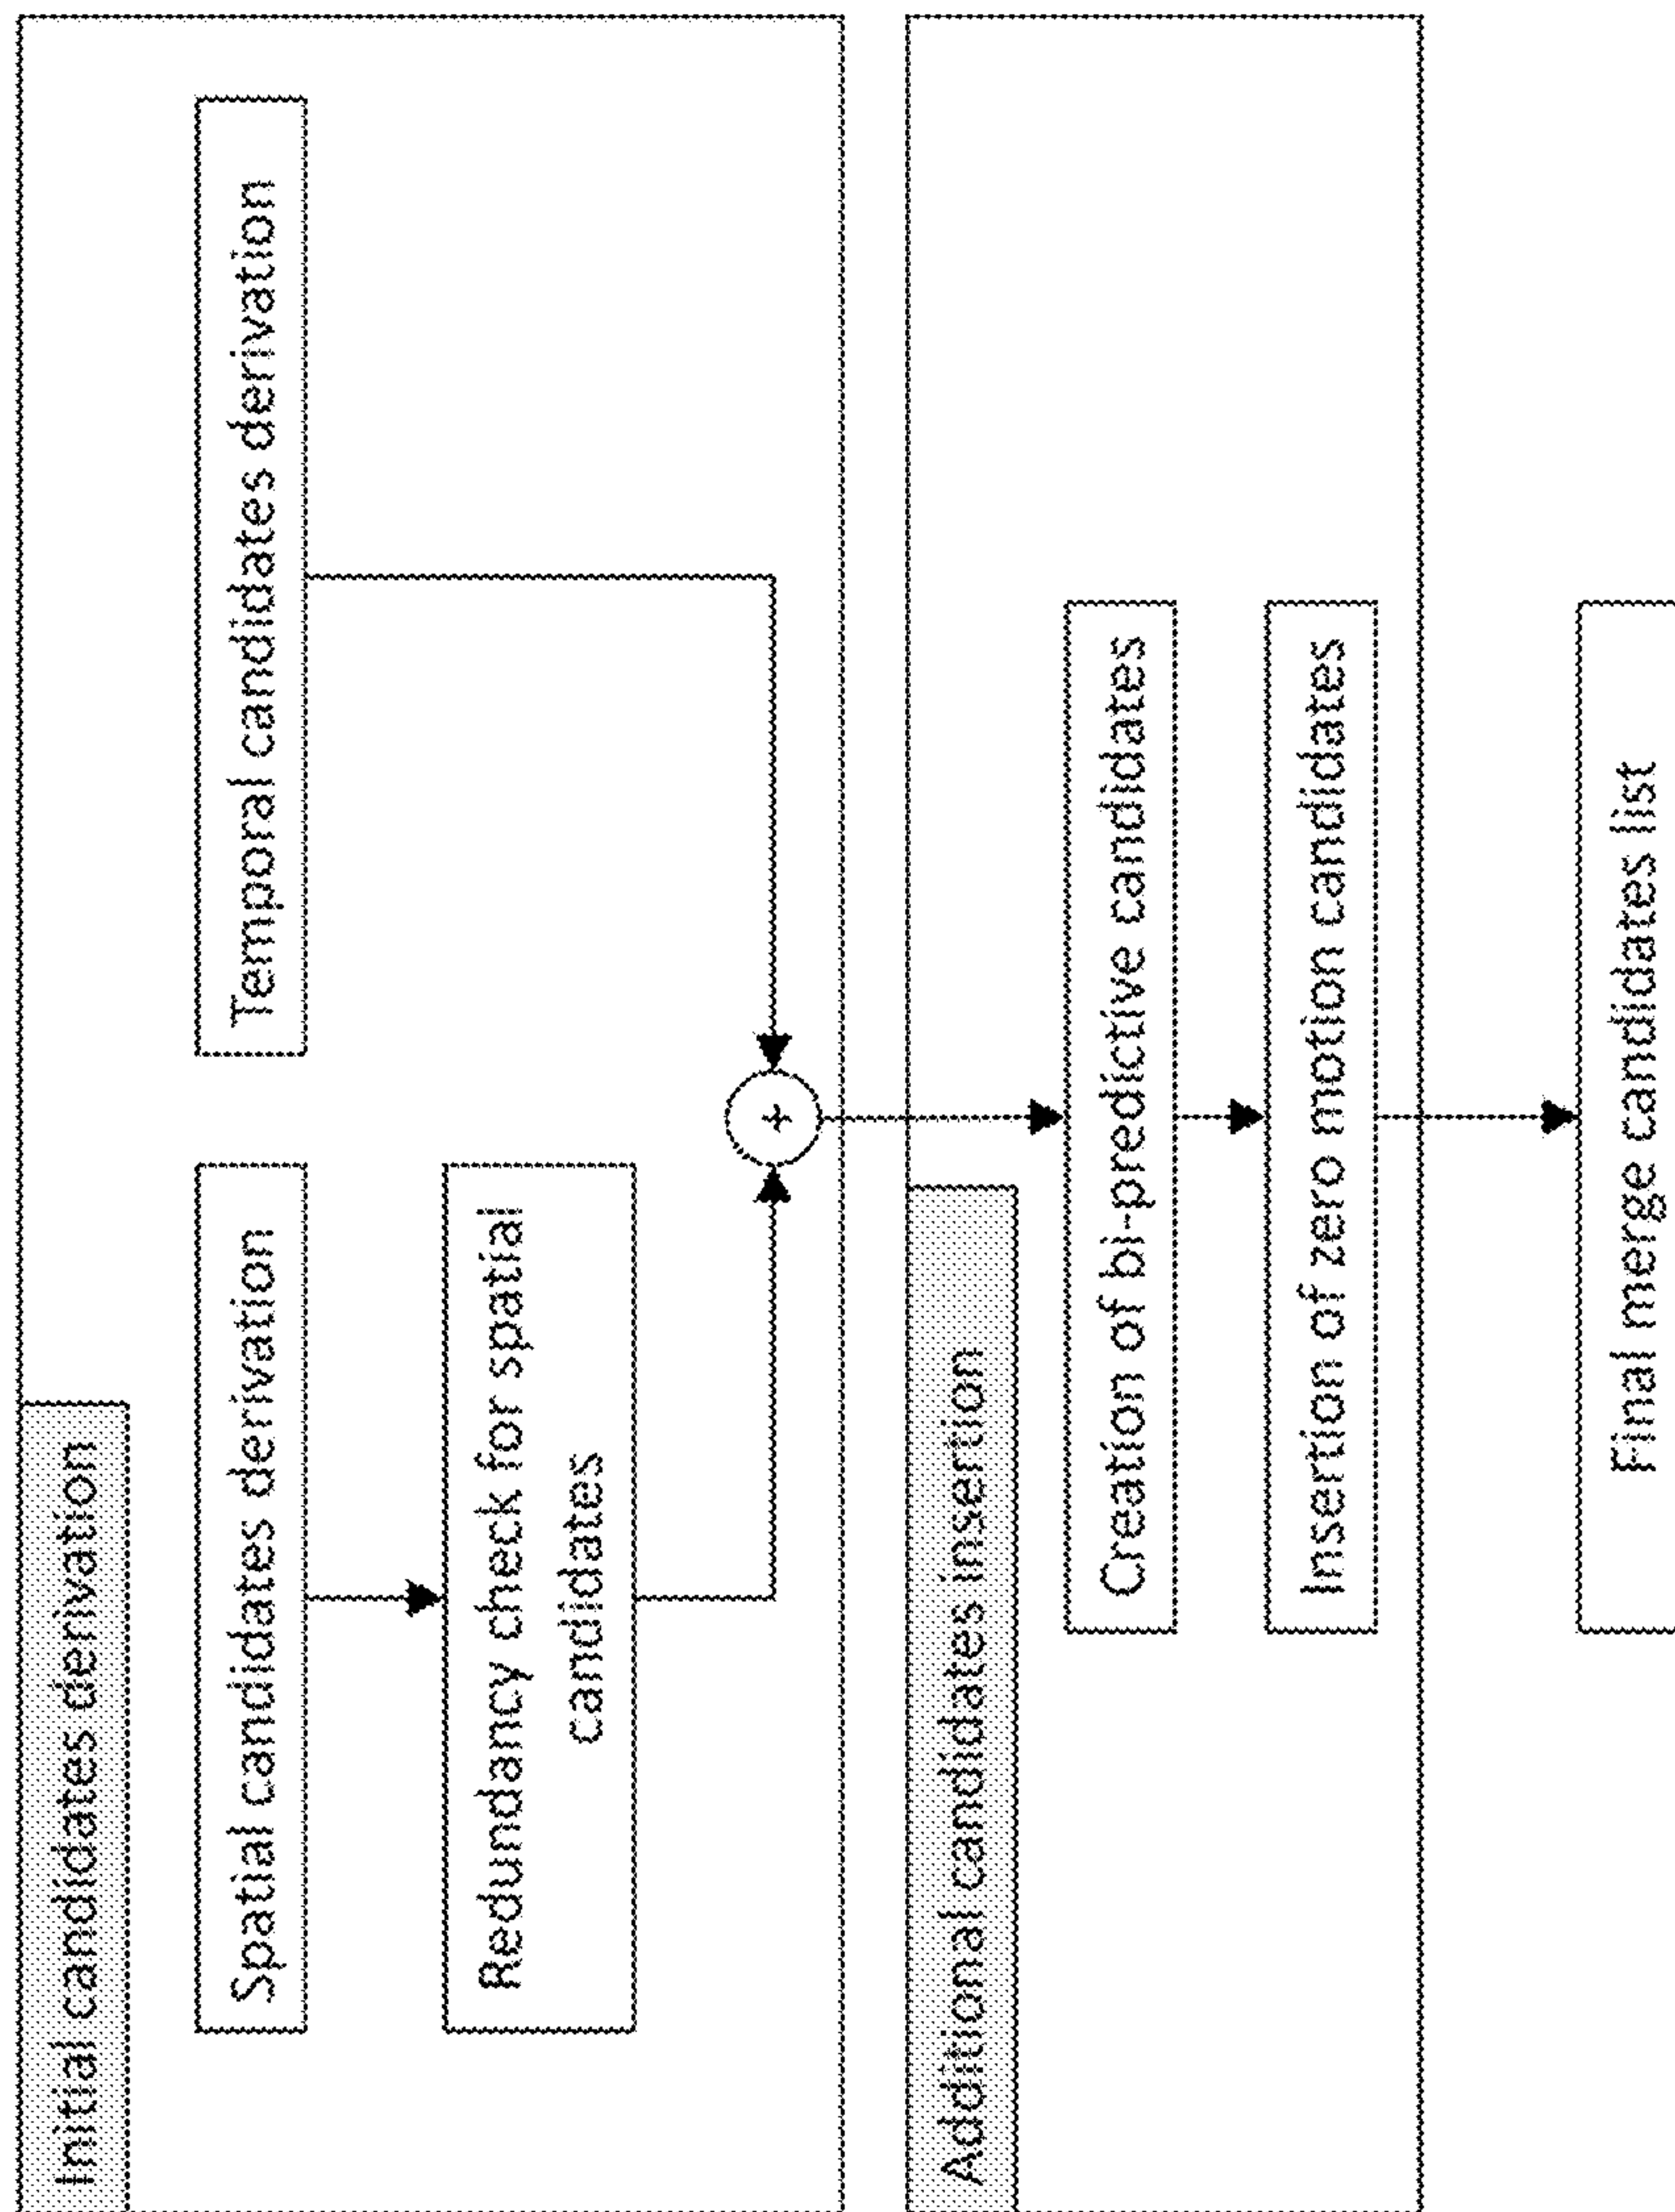 Initial candidates derivation
Spatial candidates derivation
Temporal candidates derivation
Redundancy check for spatial
candidates
+
Additional candidates insertion
Creation of bi-predictive candidates
Insertion of zero motion candidates
Final merge candidates list